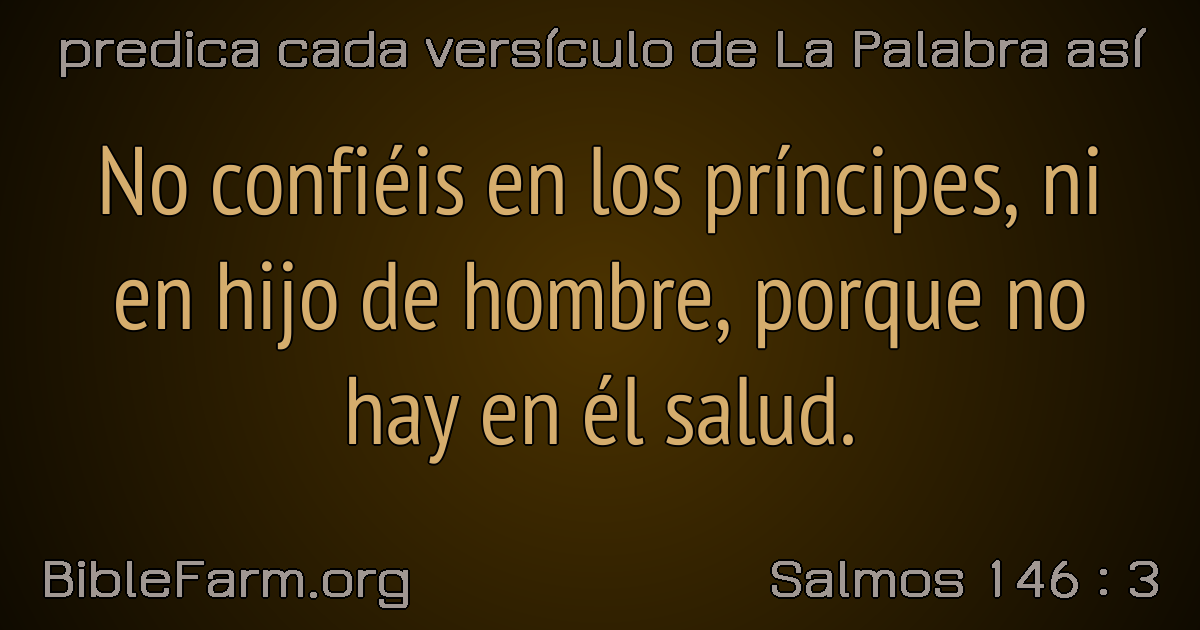 predica cada versículo de La Palabra así
No confiéis en los príncipes, ni
en hijo de hombre, porque no
hay en él salud.
BibleFarm.org
Salmos 146 : 3